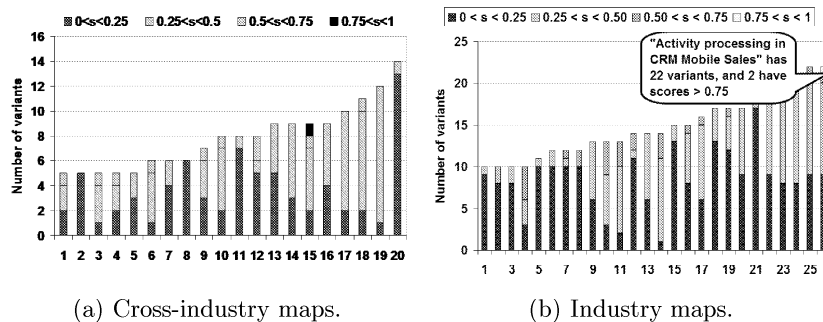 0<s<0.25 0.25<s<0.5 0.5<s<0.75 0.75<s<1
16
14
12
10
8
6
4
2
0
Number of variants
1 2 3 4 5 6 7 8 9 10 11 12 13 14 15 16 17 18 19 20
(a) Cross-industry maps.
0 < s < 0.25 0.25 < s < 0.50 0.50 < s < 0.75 0.75 < s < 1
25
20
15
10
5
0
Number of variants
"Activity processing in
CRM Mobile Sales" has
22 variants, and 2 have
scores > 0.75
1 3 5 7 9 11 13 15 17 19 21 23 25
(b) Industry maps.